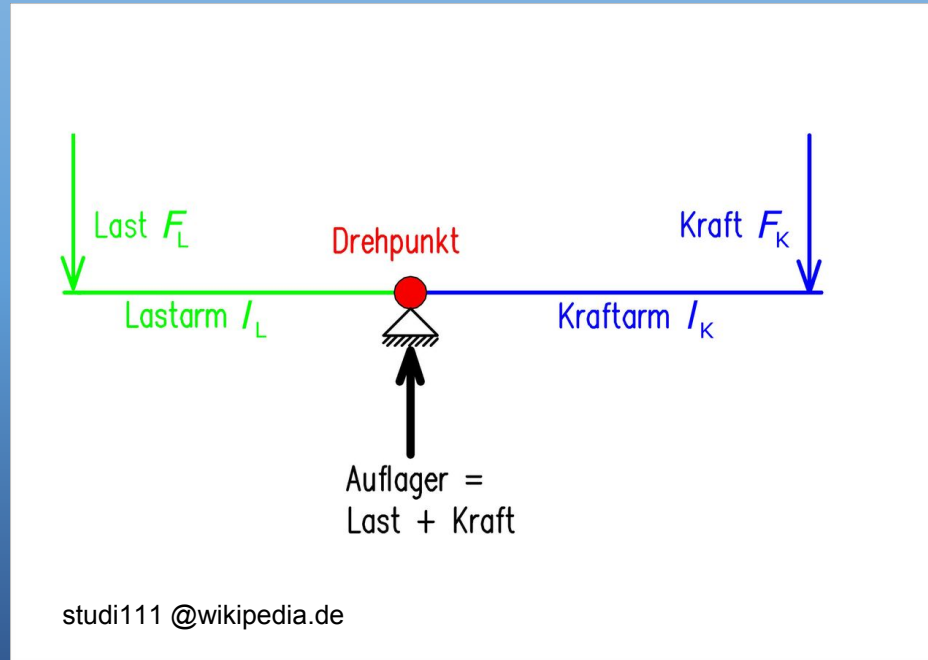 Last F_L
Kraft F_K
Drehpunkt
Lastarm l_L
Kraftarm l_K
Auflager =
Last + Kraft
studi111 @wikipedia.de